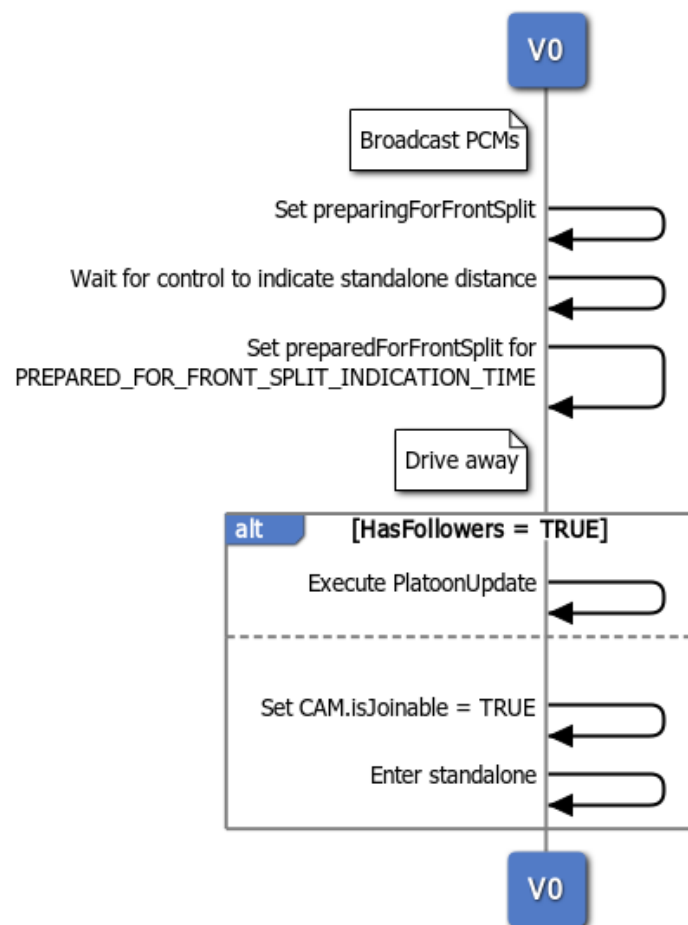 V0
Broadcast PCMs
Set preparingForFrontSplit
Wait for control to indicate standalone distance
Set preparedForFrontSplit for
PREPARED_FOR_FRONT_SPLIT_INDICATION_TIME
Drive away
alt [HasFollowers = TRUE]
Execute PlatoonUpdate
Set CAM.isJoinable = TRUE
Enter standalone
V0